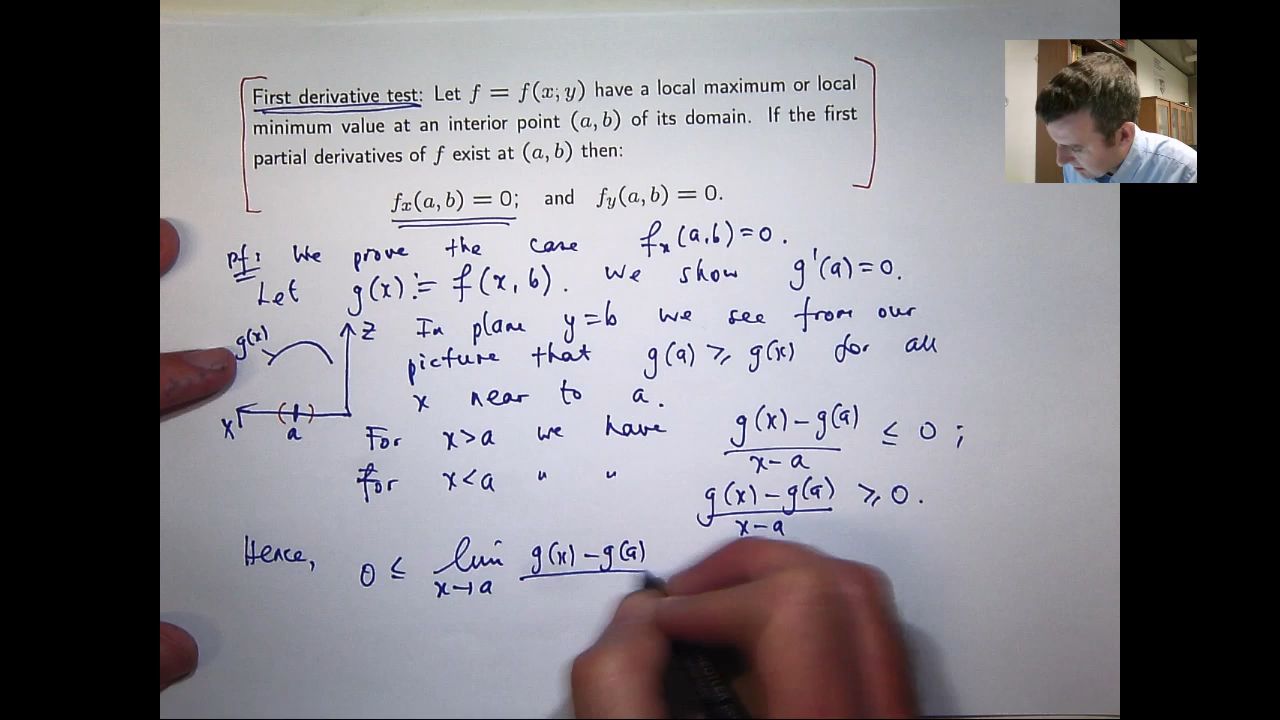 First derivative test: Let f = f(x, y) have a local maximum or local
minimum value at an interior point (a, b) of its domain. If the first
partial derivatives of f exist at (a, b) then:
fx(a, b) = 0; and fy(a, b) = 0.
pf: We prove the case fx(a,b)=0.
Let g(x) := f(x, b). We show g'(a)=0.
g(x)
z
x
a
In plane y=b we see from our
picture that g(a) ⩾ g(x) for all
x near to a.
For x>a we have (g(x)-g(a))/(x-a) ≤ 0;
for x<a " " (g(x)-g(a))/(x-a) ⩾ 0.
Hence, 0 ≤ lim x→a g(x)-g(a)